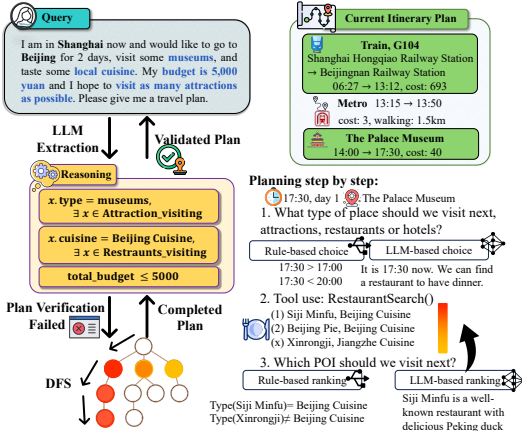 Query
I am in Shanghai now and would like to go to
Beijing for 2 days, visit some museums, and
taste some local cuisine. My budget is 5,000
yuan and I hope to visit as many attractions
as possible. Please give me a travel plan.
LLM
Extraction
Validated Plan
Reasoning
x.type = museums,
∃ x ∈ Attraction_visiting
x.cuisine = Beijing Cuisine,
∃ x ∈ Restraunts_visiting
total_budget ≤ 5000
Plan Verification
Failed
Completed
Plan
DFS
Current Itinerary Plan
Train, G104
Shanghai Hongqiao Railway Station
→ Beijingnan Railway Station
06:27 → 13:12, cost: 693
Metro 13:15 → 13:50
cost: 3, walking: 1.5km
The Palace Museum
14:00 → 17:30, cost: 40
Planning step by step:
17:30, day 1 The Palace Museum
1. What type of place should we visit next,
attractions, restaurants or hotels?
Rule-based choice
LLM-based choice
17:30 > 17:00
17:30 < 20:00
It is 17:30 now. We can find
a restaurant to have dinner.
2. Tool use: RestaurantSearch()
(1) Siji Minfu, Beijing Cuisine
(2) Beijing Pie, Beijing Cuisine
(x) Xinrongji, Jiangzhe Cuisine
3. Which POI should we visit next?
Rule-based ranking
LLM-based ranking
Type(Siji Minfu)= Beijing Cuisine
Type(Xinrongji)≠ Beijing Cuisine
Siji Minfu is a well-
known restaurant with
delicious Peking duck